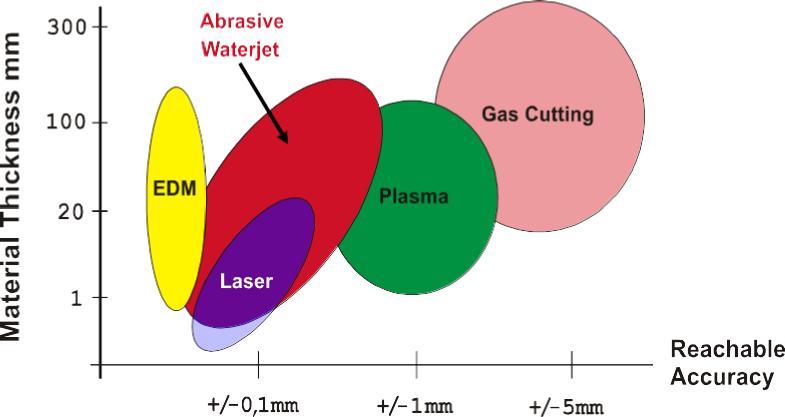 300
100
20
1
Material Thickness mm
Abrasive
Waterjet
Gas Cutting
EDM
Plasma
Laser
Reachable
Accuracy
+/-0,1mm
+/-1mm
+/-5mm